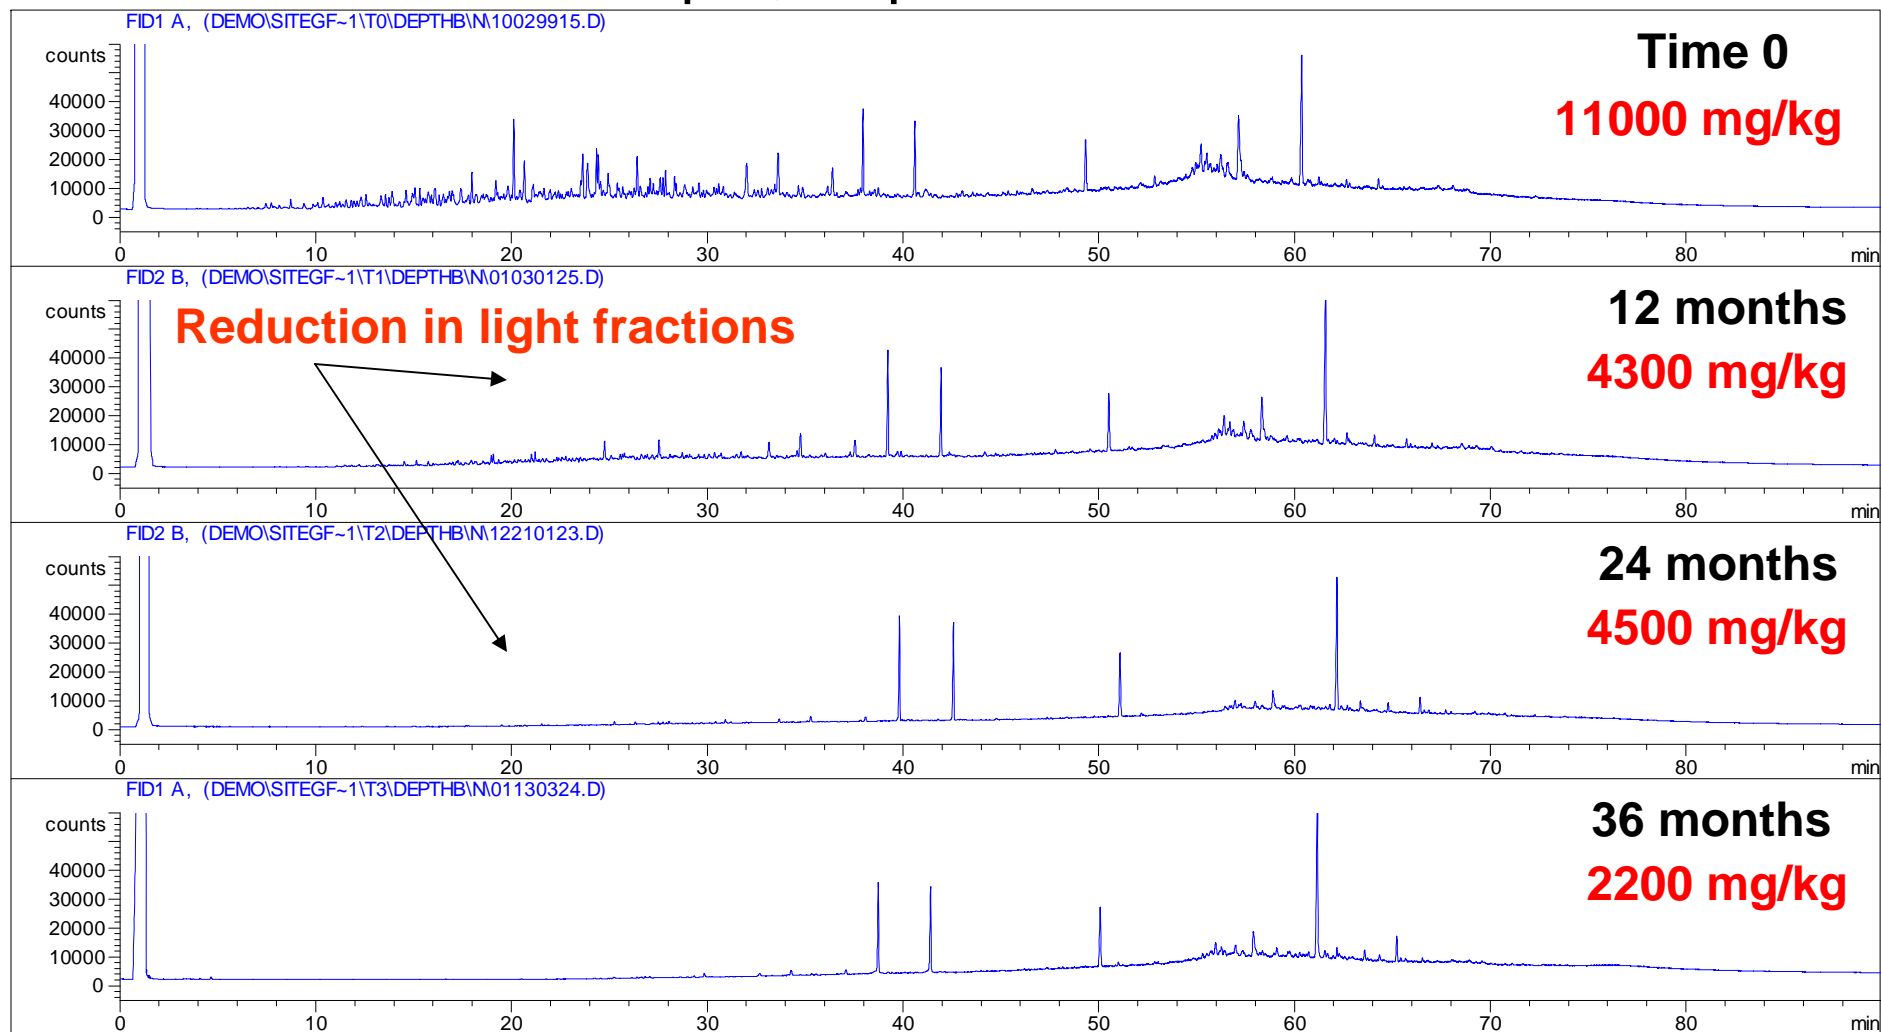 FID1 A, (DEMO\SITEGF~1\T0\DEPTHB\N\10029915.D)
counts
Time 0
11000 mg/kg
40000
30000
20000
10000
0
0 10 20 30 40 50 60 70 80 min
FID2 B, (DEMO\SITEGF~1\T1\DEPTHB\N\01030125.D)
counts
Reduction in light fractions
12 months
4300 mg/kg
40000
30000
20000
10000
0
0 10 20 30 40 50 60 70 80 min
FID2 B, (DEMO\SITEGF~1\T2\DEPTHB\N\12210123.D)
counts
24 months
4500 mg/kg
40000
30000
20000
10000
0
0 10 20 30 40 50 60 70 80 min
FID1 A, (DEMO\SITEGF~1\T3\DEPTHB\N\01130324.D)
counts
36 months
2200 mg/kg
40000
30000
20000
10000
0
0 10 20 30 40 50 60 70 80 min